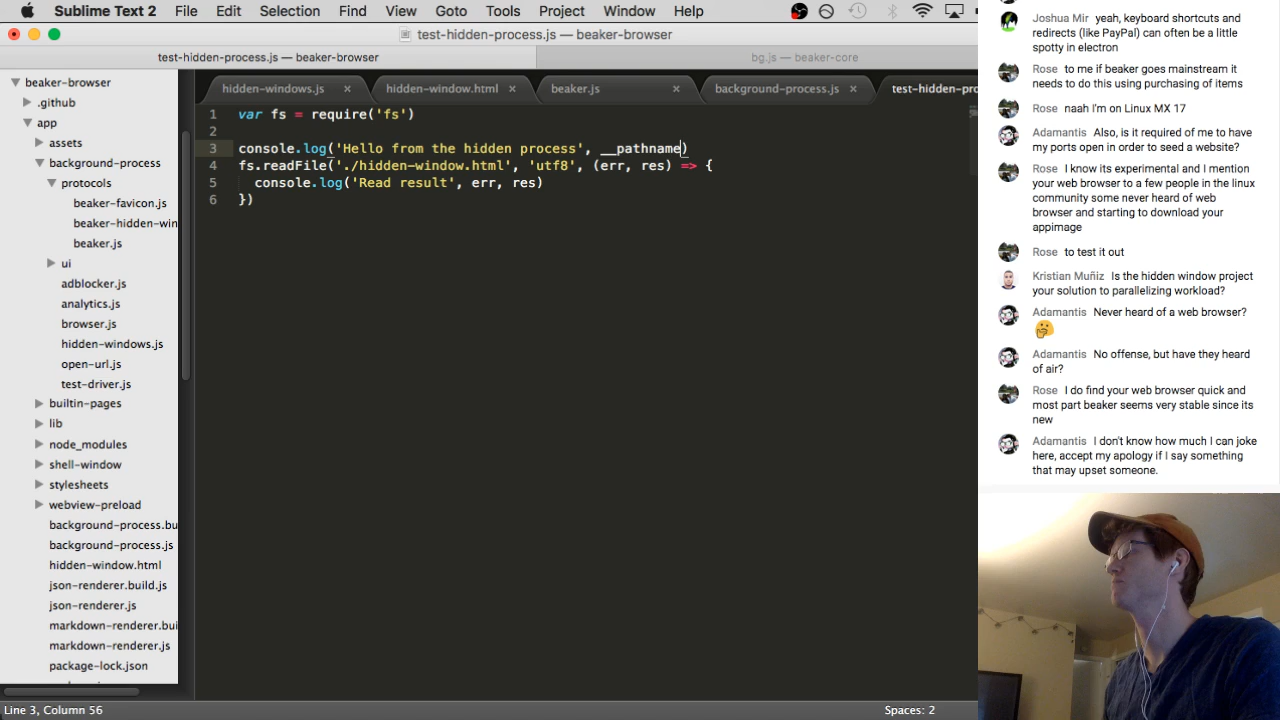 Sublime Text 2 File Edit Selection Find View Goto Tools Project Window Help
test-hidden-process.js — beaker-browser
test-hidden-process.js — beaker-browser
bg.js — beaker-core
hidden-windows.js ×
hidden-window.html ×
beaker.js ×
background-process.js ×
test-hidden-pro
beaker-browser
.github
app
assets
background-process
protocols
beaker-favicon.js
beaker-hidden-win
beaker.js
ui
adblocker.js
analytics.js
browser.js
hidden-windows.js
open-url.js
test-driver.js
builtin-pages
lib
node_modules
shell-window
stylesheets
webview-preload
background-process.bu
background-process.js
hidden-window.html
json-renderer.build.js
json-renderer.js
markdown-renderer.bui
markdown-renderer.js
package-lock.json
1 var fs = require('fs')
2
3 console.log('Hello from the hidden process', __pathname)
4 fs.readFile('./hidden-window.html', 'utf8', (err, res) => {
5 console.log('Read result', err, res)
6 })
Line 3, Column 56
Spaces: 2
Joshua Mir yeah, keyboard shortcuts and
redirects (like PayPal) can often be a little
spotty in electron
Rose to me if beaker goes mainstream it
needs to do this using purchasing of items
Rose naah I'm on Linux MX 17
Adamantis Also, is it required of me to have
my ports open in order to seed a website?
Rose I know its experimental and I mention
your web browser to a few people in the linux
community some never heard of web
browser and starting to download your
appimage
Rose to test it out
Kristian Muñiz Is the hidden window project
your solution to parallelizing workload?
Adamantis Never heard of a web browser?
Adamantis No offense, but have they heard
of air?
Rose I do find your web browser quick and
most part beaker seems very stable since its
new
Adamantis I don't know how much I can joke
here, accept my apology if I say something
that may upset someone.